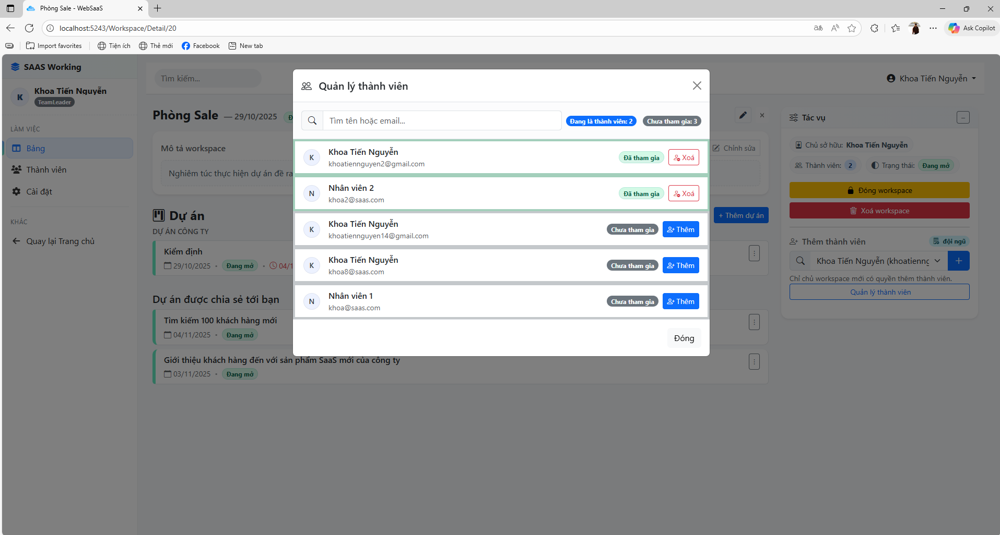 Phòng Sale - WebSaaS
localhost:5243/Workspace/Detail/20
Ask Copilot
Import favorites
Tiện ích
Thẻ mới
Facebook
New tab
SAAS Working
K
Khoa Tiến Nguyễn
TeamLeader
LÀM VIỆC
Bảng
Thành viên
Cài đặt
KHÁC
Quay lại Trang chủ
Tìm kiếm...
Khoa Tiến Nguyễn
Phòng Sale — 29/10/2025
Mô tả workspace
Chỉnh sửa
Nghiêm túc thực hiện dự án đề ra
Dự án
+ Thêm dự án
DỰ ÁN CÔNG TY
Kiểm định
29/10/2025 • Đang mở • 04/1
Dự án được chia sẻ tới bạn
Tìm kiếm 100 khách hàng mới
04/11/2025 • Đang mở
Giới thiệu khách hàng đến với sản phẩm SaaS mới của công ty
03/11/2025 • Đang mở
Quản lý thành viên
Tìm tên hoặc email...
Đang là thành viên: 2
Chưa tham gia: 3
K
Khoa Tiến Nguyễn
khoatiennguyen2@gmail.com
Đã tham gia
Xoá
N
Nhân viên 2
khoa2@saas.com
Đã tham gia
Xoá
K
Khoa Tiến Nguyễn
khoatiennguyen14@gmail.com
Chưa tham gia
Thêm
K
Khoa Tiến Nguyễn
khoa8@saas.com
Chưa tham gia
Thêm
N
Nhân viên 1
khoa@saas.com
Chưa tham gia
Thêm
Đóng
Tác vụ
Chủ sở hữu: Khoa Tiến Nguyễn
Thành viên: 2
Trạng thái: Đang mở
Đóng workspace
Xoá workspace
Thêm thành viên
đội ngũ
Khoa Tiến Nguyễn (khoatienng
Chỉ chủ workspace mới có quyền thêm thành viên.
Quản lý thành viên